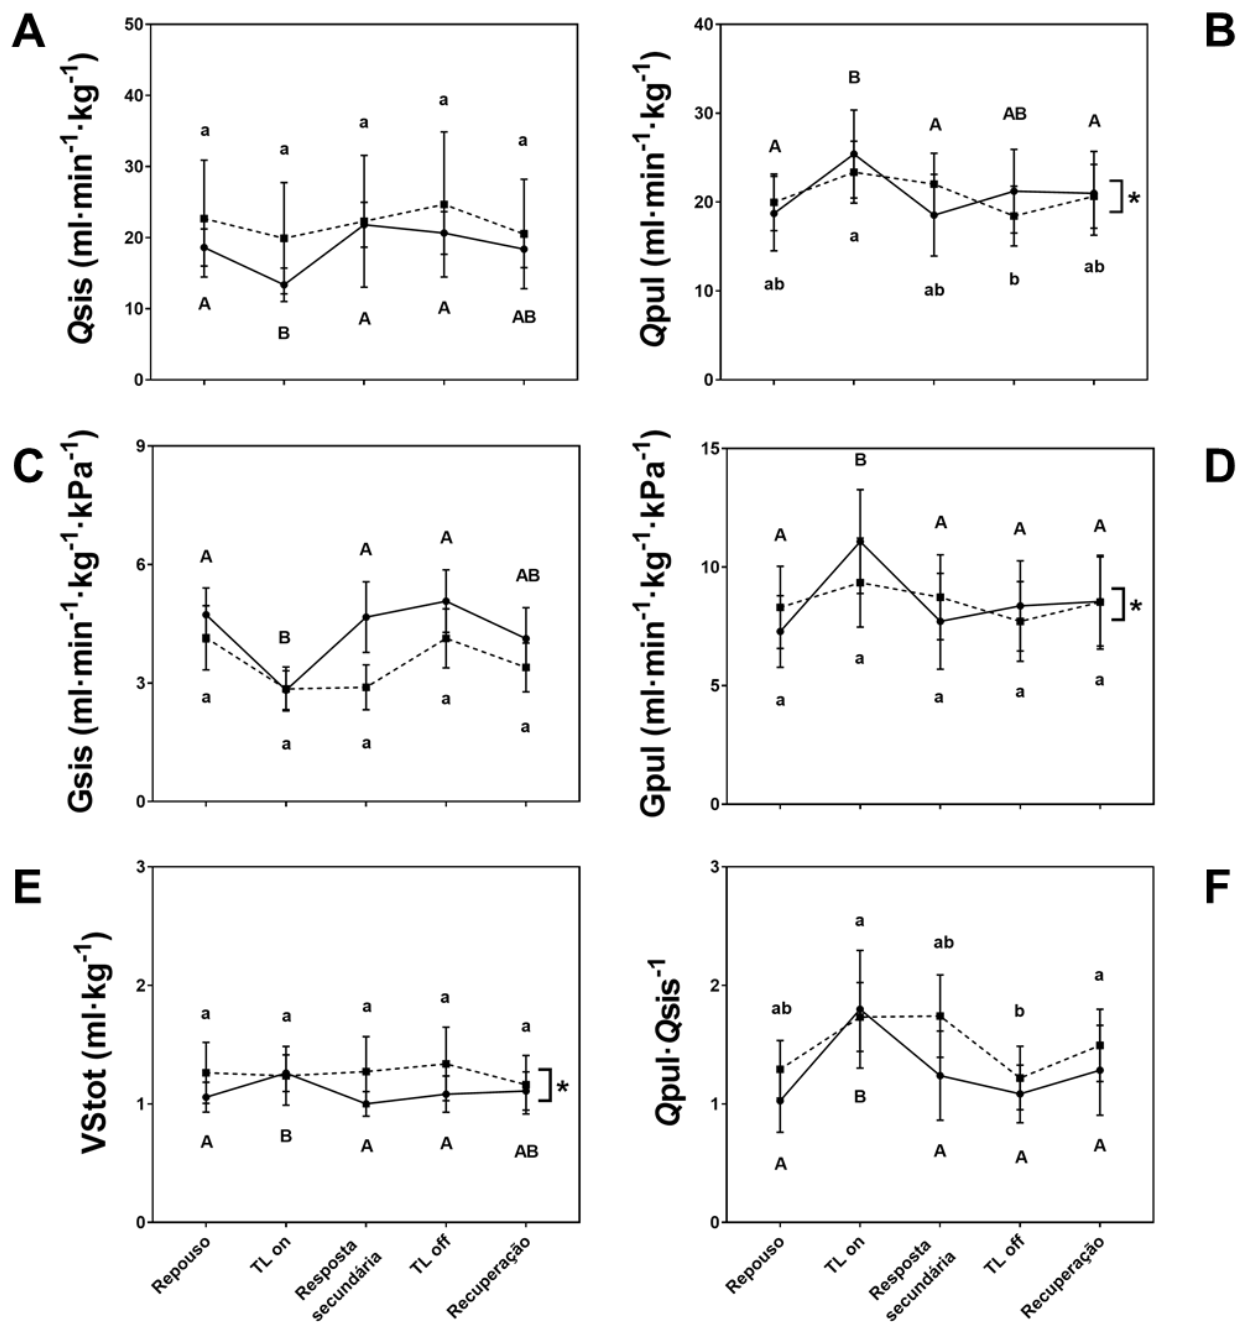 A
B
Qsis (ml·min⁻¹·kg⁻¹)
50
40
30
20
10
0
a
a
a
a
a
A
B
A
A
AB
Qpul (ml·min⁻¹·kg⁻¹)
40
30
20
10
0
A
B
A
AB
A
ab
a
ab
b
ab
*
C
D
Gsis (ml·min⁻¹·kg⁻¹·kPa⁻¹)
9
6
3
0
A
B
A
A
AB
a
a
a
a
a
Gpul (ml·min⁻¹·kg⁻¹·kPa⁻¹)
15
10
5
0
A
B
A
A
A
a
a
a
a
a
*
E
F
VStot (ml·kg⁻¹)
3
2
1
0
a
a
a
a
a
A
B
A
A
AB
*
Repouso
TL on
Resposta
secundária
TL off
Recuperação
Qpul·Qsis⁻¹
3
2
1
0
ab
a
ab
b
a
A
B
A
A
A
Repouso
TL on
Resposta
secundária
TL off
Recuperação